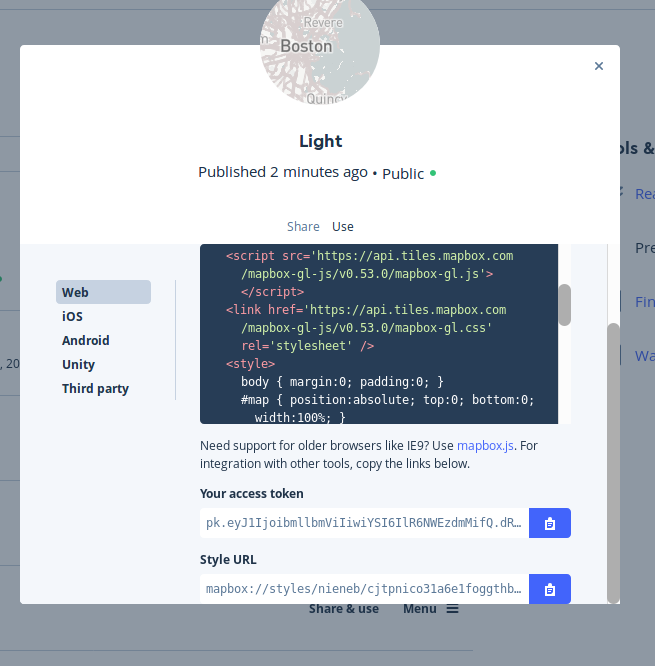 Revere
Boston
Quincy
×
Light
Published 2 minutes ago • Public
Share Use
Web
iOS
Android
Unity
Third party
<script src='https://api.tiles.mapbox.com
/mapbox-gl-js/v0.53.0/mapbox-gl.js'>
</script>
<link href='https://api.tiles.mapbox.com
/mapbox-gl-js/v0.53.0/mapbox-gl.css'
rel='stylesheet' />
<style>
body { margin:0; padding:0; }
#map { position:absolute; top:0; bottom:0;
width:100%; }
Need support for older browsers like IE9? Use mapbox.js. For
integration with other tools, copy the links below.
Your access token
pk.eyJ1IjoibmllbmViIiwiYSI6IlR6NWEzdmMifQ.dR…
Style URL
mapbox://styles/nieneb/cjtpnico31a6e1foggthb…
Share & use Menu
ols &
Rea
Pre
Fin
Wa
, 20